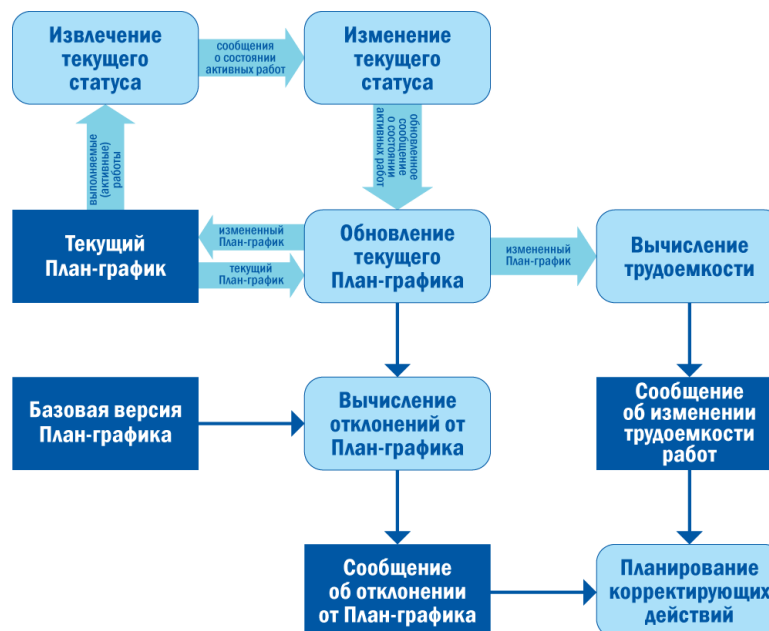 Извлечение
текущего
статуса
сообщения
о состоянии
активных работ
Изменение
текущего
статуса
выполняемые
(активные)
работы
обновленное
сообщение
о состоянии
активных работ
Текущий
План-график
измененный
План-график
текущий
План-график
Обновление
текущего
План-графика
измененный
План-график
Вычисление
трудоемкости
Базовая версия
План-графика
Вычисление
отклонений от
План-графика
Сообщение
об изменении
трудоемкости
работ
Сообщение
об отклонении
от План-графика
Планирование
корректирующих
действий